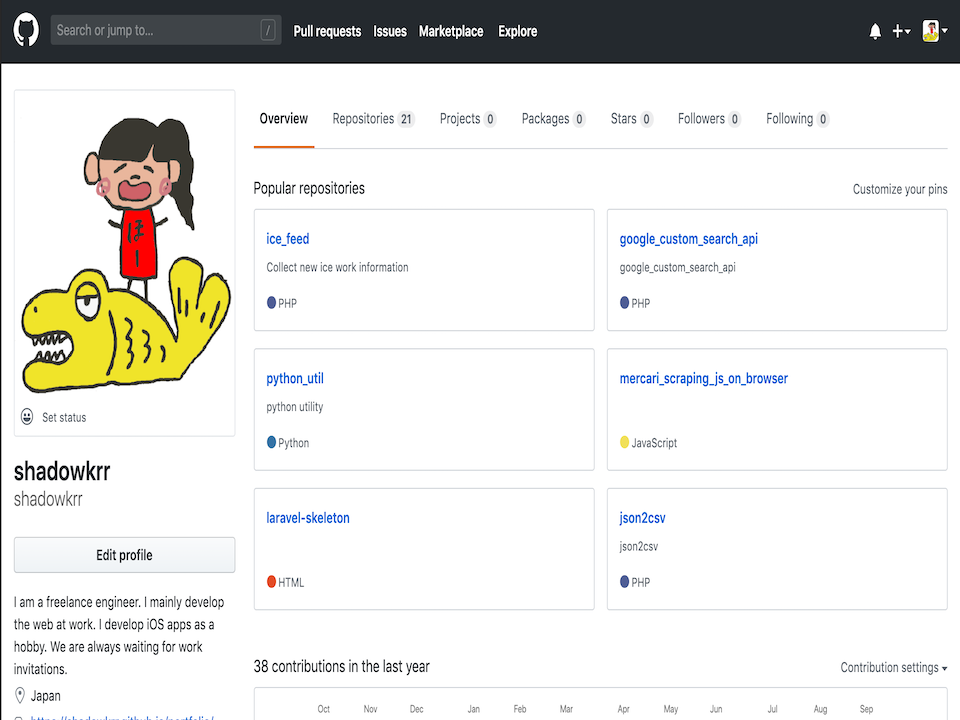 Search or jump to...
/
Pull requests
Issues
Marketplace
Explore
ほ
ー
Set status
shadowkrr
shadowkrr
Edit profile
I am a freelance engineer. I mainly develop
the web at work. I develop iOS apps as a
hobby. We are always waiting for work
invitations.
Japan
Overview
Repositories 21
Projects 0
Packages 0
Stars 0
Followers 0
Following 0
Popular repositories
Customize your pins
ice_feed
Collect new ice work information
PHP
google_custom_search_api
google_custom_search_api
PHP
python_util
python utility
Python
mercari_scraping_js_on_browser
JavaScript
laravel-skeleton
HTML
json2csv
json2csv
PHP
38 contributions in the last year
Contribution settings
Oct Nov Dec Jan Feb Mar Apr May Jun Jul Aug Sep